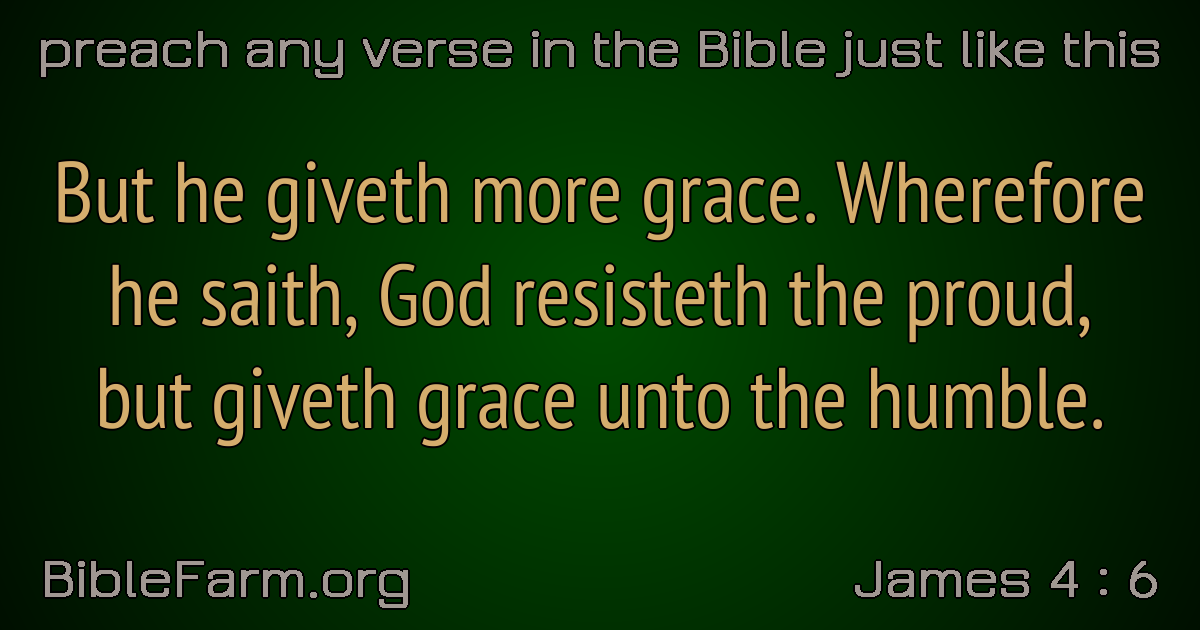 preach any verse in the Bible just like this
But he giveth more grace. Wherefore
he saith, God resisteth the proud,
but giveth grace unto the humble.
BibleFarm.org
James 4 : 6